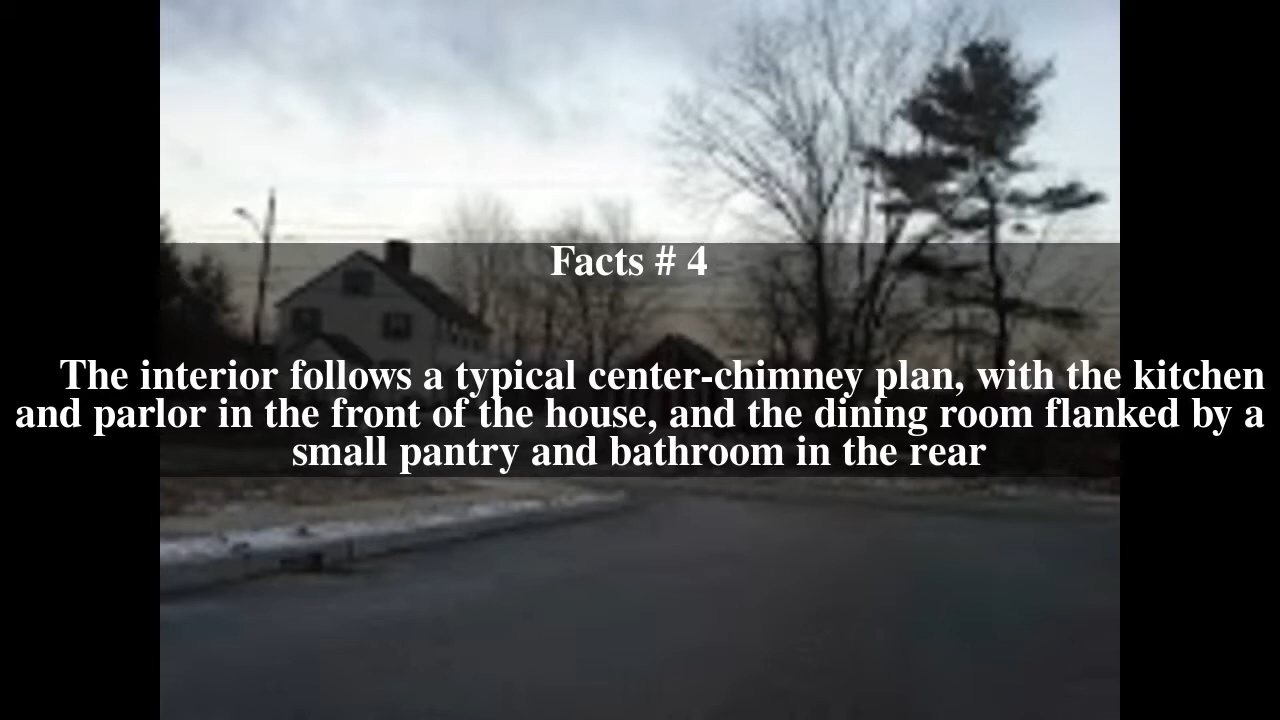 Facts # 4
The interior follows a typical center-chimney plan, with the kitchen
and parlor in the front of the house, and the dining room flanked by a
small pantry and bathroom in the rear